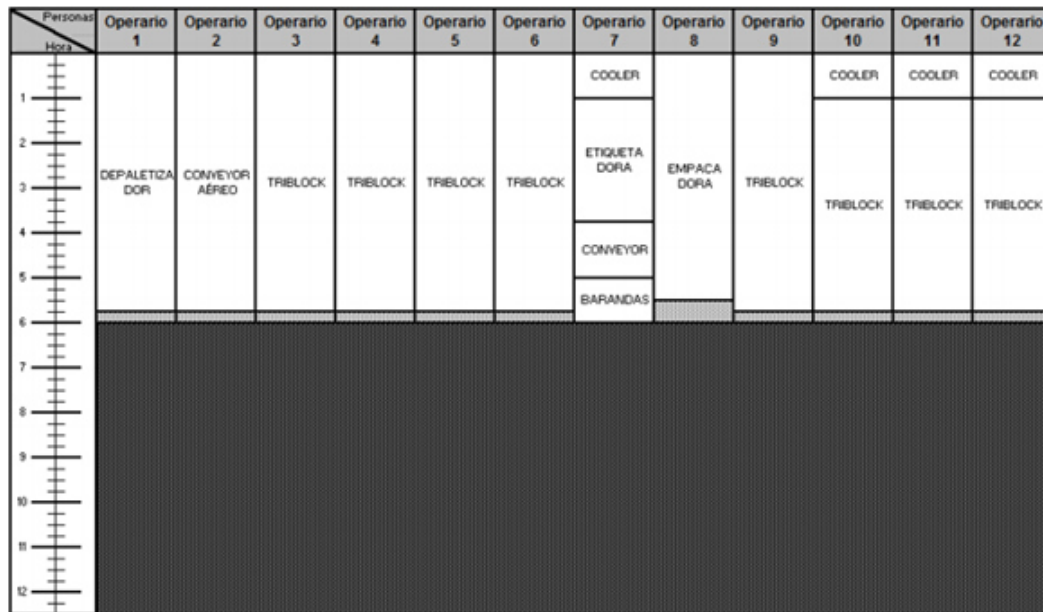 Personas
Hora
Operario 1
Operario 2
Operario 3
Operario 4
Operario 5
Operario 6
Operario 7
Operario 8
Operario 9
Operario 10
Operario 11
Operario 12
COOLER
COOLER
COOLER
COOLER
1
2
ETIQUETA
DORA
EMPACA
DORA
DEPALETIZA
DOR
CONVEYOR
AÉREO
TRIBLOCK
TRIBLOCK
TRIBLOCK
TRIBLOCK
TRIBLOCK
3
TRIBLOCK
TRIBLOCK
TRIBLOCK
4
CONVEYOR
5
BARANDAS
6
7
8
9
10
11
12